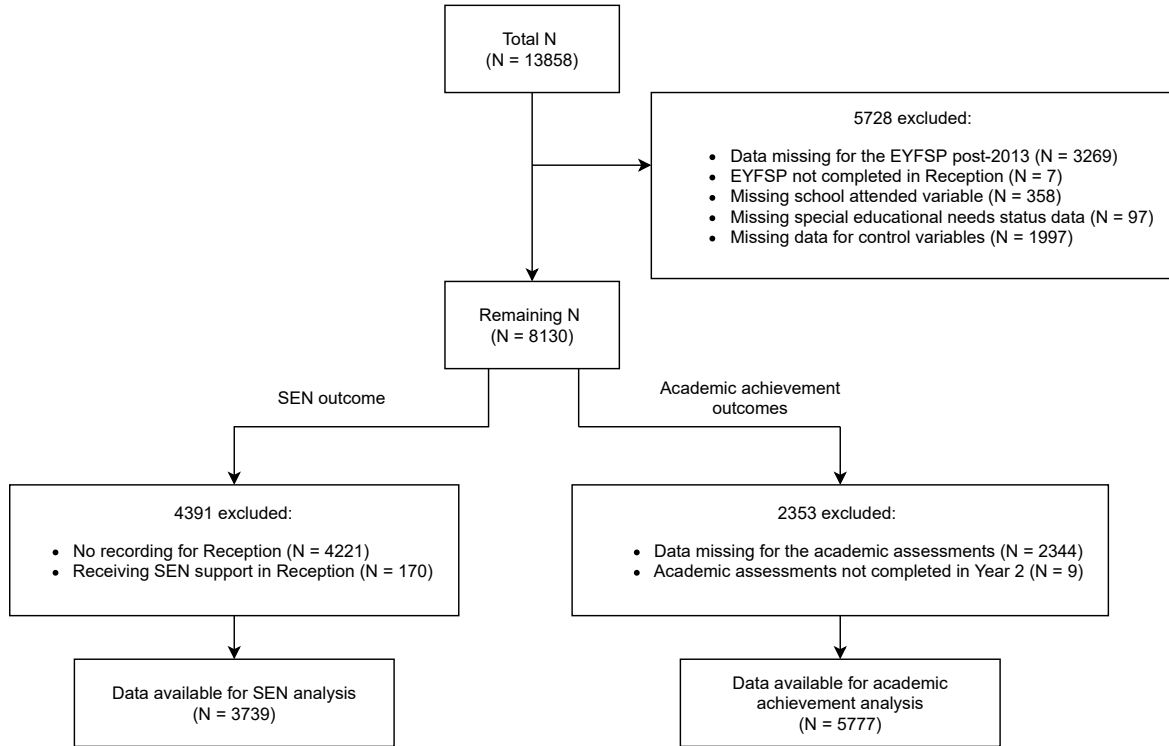 Total N
(N = 13858)
5728 excluded:
• Data missing for the EYFSP post-2013 (N = 3269)
• EYFSP not completed in Reception (N = 7)
• Missing school attended variable (N = 358)
• Missing special educational needs status data (N = 97)
• Missing data for control variables (N = 1997)
Remaining N
(N = 8130)
SEN outcome
Academic achievement
outcomes
4391 excluded:
• No recording for Reception (N = 4221)
• Receiving SEN support in Reception (N = 170)
2353 excluded:
• Data missing for the academic assessments (N = 2344)
• Academic assessments not completed in Year 2 (N = 9)
Data available for SEN analysis
(N = 3739)
Data available for academic
achievement analysis
(N = 5777)